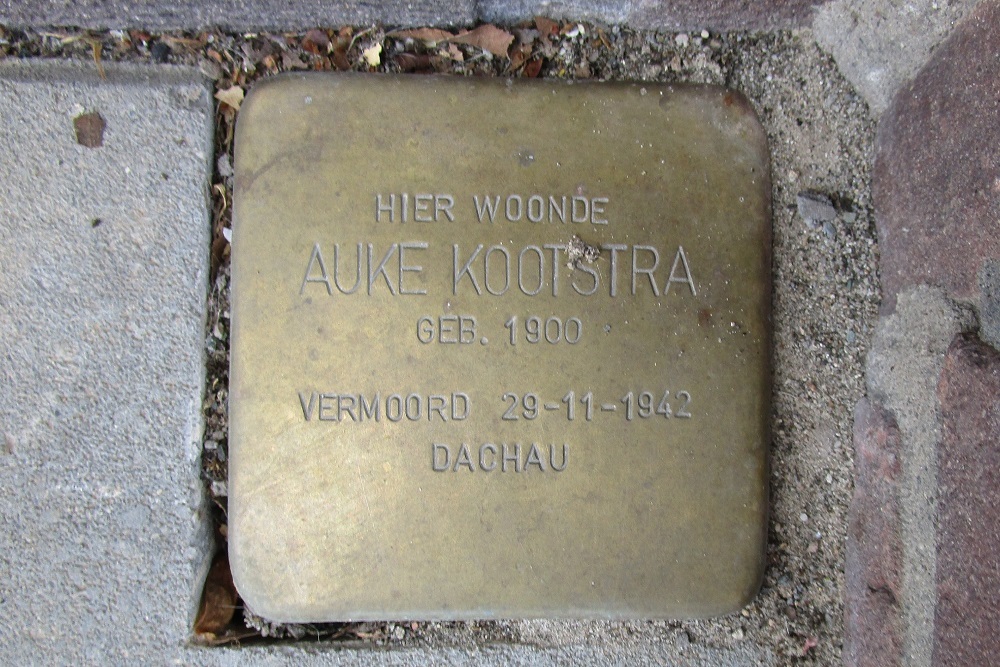 HIER WOONDE
AUKE KOOTSTRA
GEB. 1900
VERMOORD 29-11-1942
DACHAU